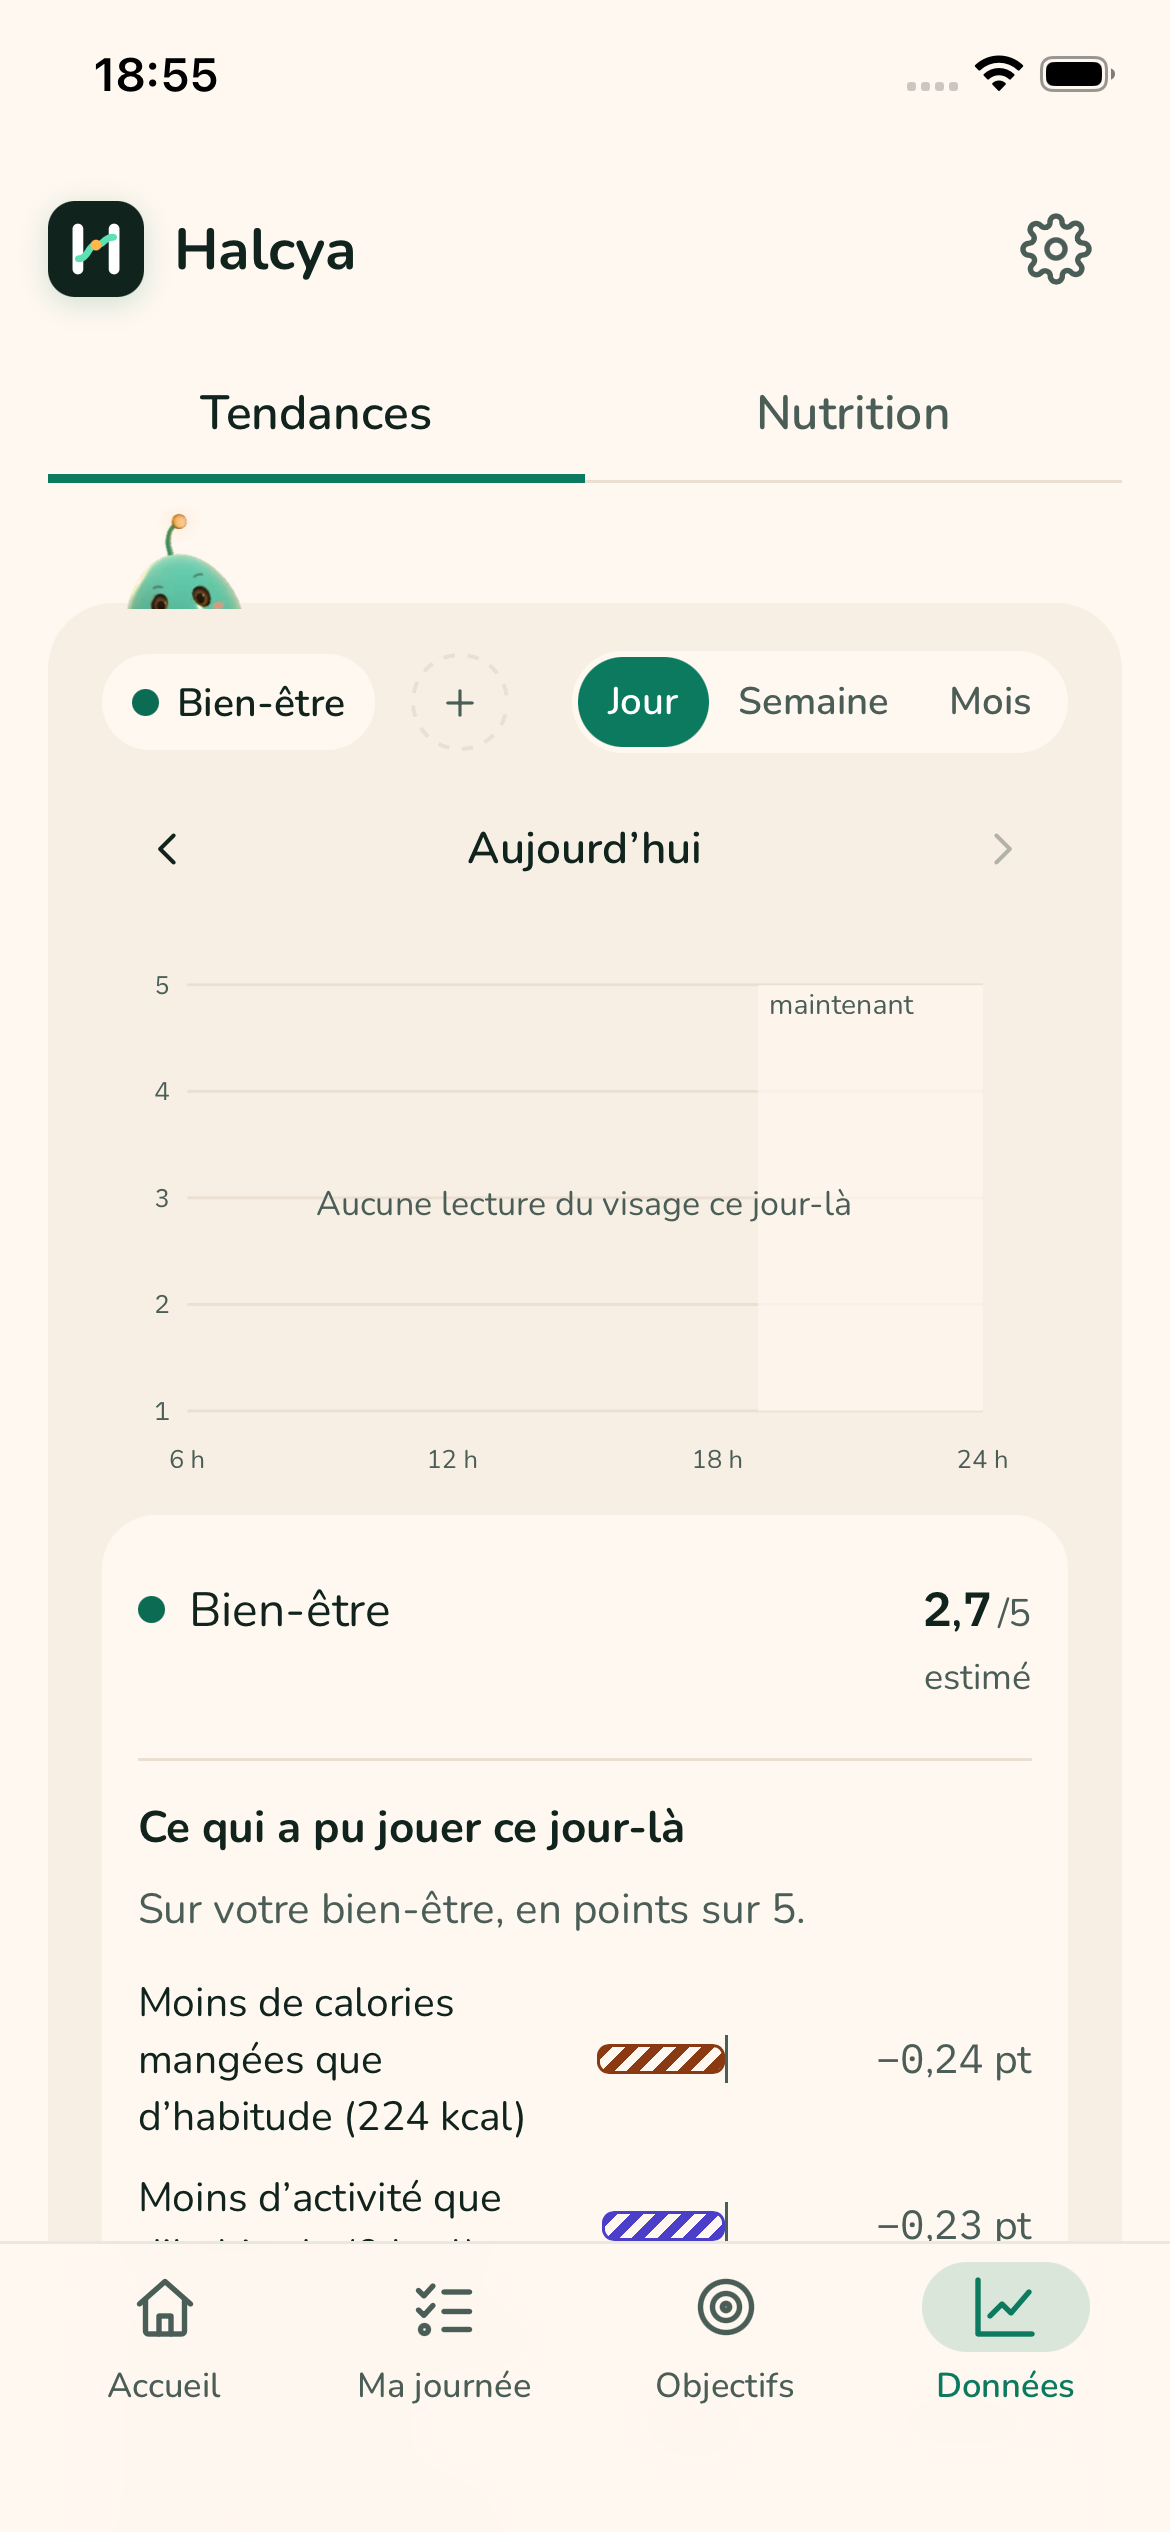 18:55
Halcya
Tendances
Nutrition
Bien-être
+
Jour
Semaine
Mois
Aujourd’hui
5
maintenant
4
3
Aucune lecture du visage ce jour-là
2
1
6 h
12 h
18 h
24 h
Bien-être
2,7 /5
estimé
Ce qui a pu jouer ce jour-là
Sur votre bien-être, en points sur 5.
Moins de calories
mangées que
d’habitude (224 kcal)
−0,24 pt
Moins d’activité que
−0,23 pt
Accueil
Ma journée
Objectifs
Données